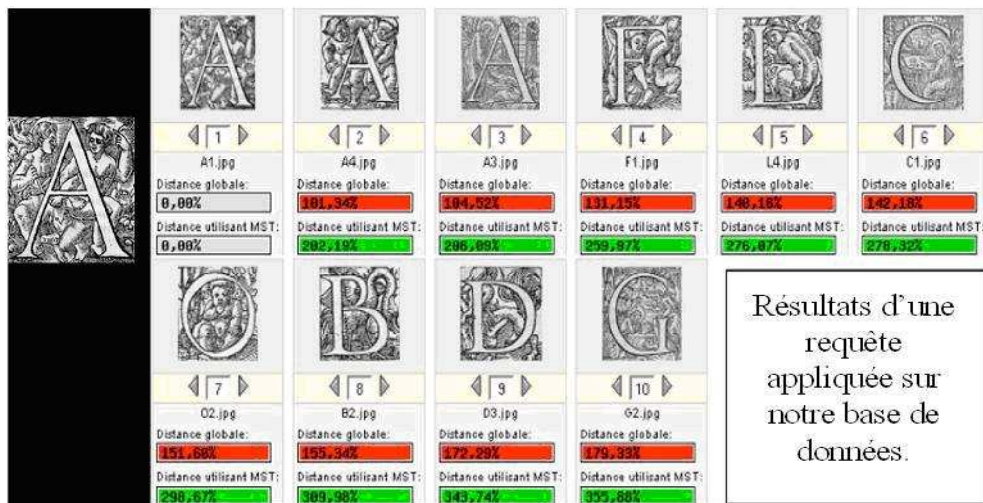 A A A A F L C
1 2 3 4 5 6
A1.jpg A4.jpg A3.jpg F1.jpg L4.jpg C1.jpg
Distance globale: Distance globale: Distance globale: Distance globale: Distance globale: Distance globale:
0,00% 101,34% 104,52% 131,15% 140,16% 142,18%
Distance utilisant MST: Distance utilisant MST: Distance utilisant MST: Distance utilisant MST: Distance utilisant MST: Distance utilisant MST:
0,00% 202,19% 206,09% 259,97% 276,07% 278,32%
O B D G
7 8 9 10
O2.jpg B2.jpg D3.jpg G2.jpg
Distance globale: Distance globale: Distance globale: Distance globale:
151,60% 155,34% 172,29% 179,33%
Distance utilisant MST: Distance utilisant MST: Distance utilisant MST: Distance utilisant MST:
298,67% 309,98% 343,74% 355,88%
Résultats d'une
requête
appliquée sur
notre base de
données.